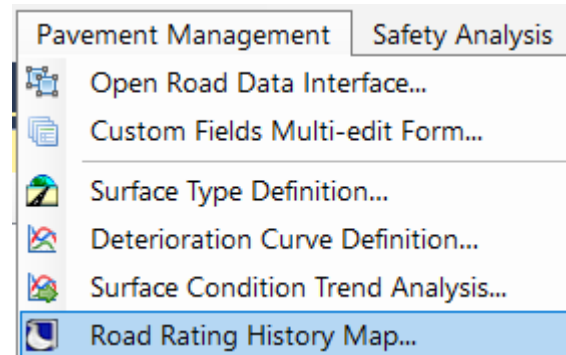 Pavement Management Safety Analysis
Open Road Data Interface...
Custom Fields Multi-edit Form...
Surface Type Definition...
Deterioration Curve Definition...
Surface Condition Trend Analysis...
Road Rating History Map...